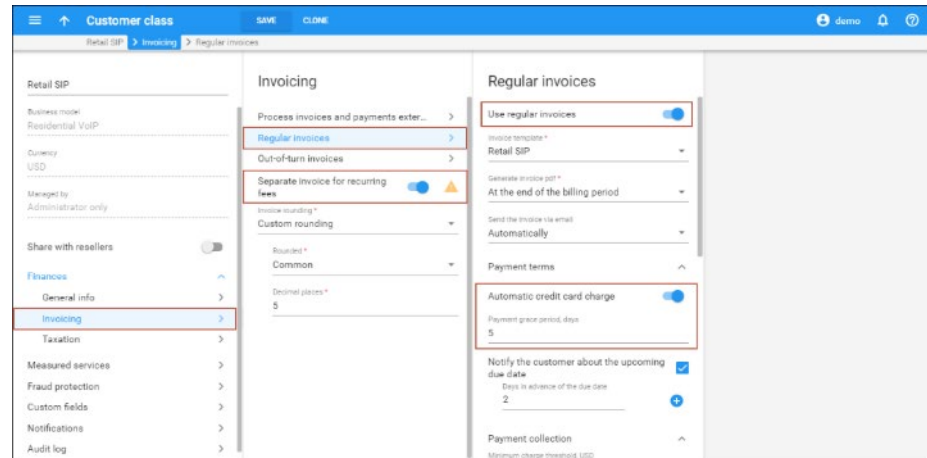 Customer class
SAVE
CLONE
demo
Retail SIP > Invoicing > Regular invoices
Retail SIP
Business model
Residential VoIP
Currency
USD
Managed by
Administrator only
Share with resellers
Finances
General info
Invoicing
Taxation
Measured services
Fraud protection
Custom fields
Notifications
Audit log
Invoicing
Process invoices and payments exter...
Regular invoices
Out-of-turn invoices
Separate invoice for recurring
fees
Invoice rounding *
Custom rounding
Rounded *
Common
Decimal places *
5
Regular invoices
Use regular invoices
Invoice template *
Retail SIP
Generate invoice pdf *
At the end of the billing period
Send the invoice via email
Automatically
Payment terms
Automatic credit card charge
Payment grace period, days
5
Notify the customer about the upcoming
due date
Days in advance of the due date
2
Payment collection
Minimum charge threshold, USD